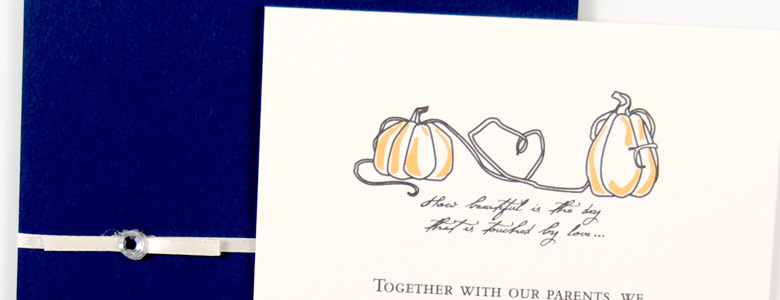 How beautiful is the day
that is touched by love...
TOGETHER WITH OUR PARENTS, WE